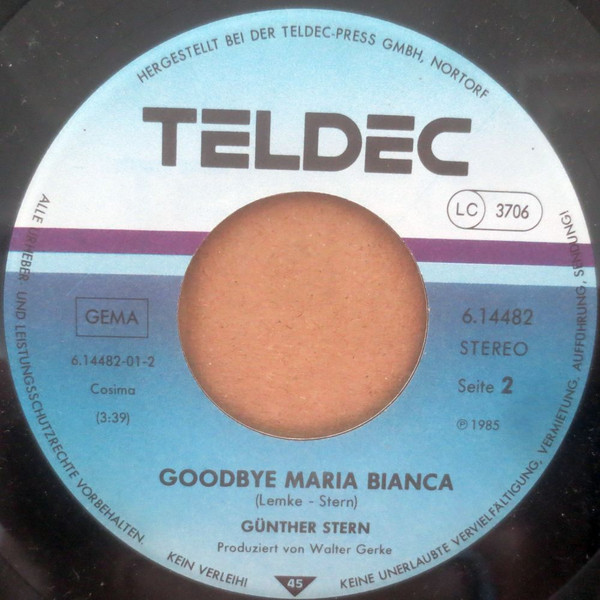 HERGESTELLT BEI DER TELDEC-PRESS GMBH, NORTORF
TELDEC
LC 3706
GEMA
6.14482-01-2
Cosima
(3:39)
6.14482
STEREO
Seite 2
℗ 1985
GOODBYE MARIA BIANCA
(Lemke - Stern)
GÜNTHER STERN
Produziert von Walter Gerke
ALLE URHEBER- UND LEISTUNGSSCHUTZRECHTE VORBEHALTEN.
KEIN VERLEIH! KEINE UNERLAUBTE VERVIELFÄLTIGUNG, VERMIETUNG, AUFFÜHRUNG, SENDUNG!
45